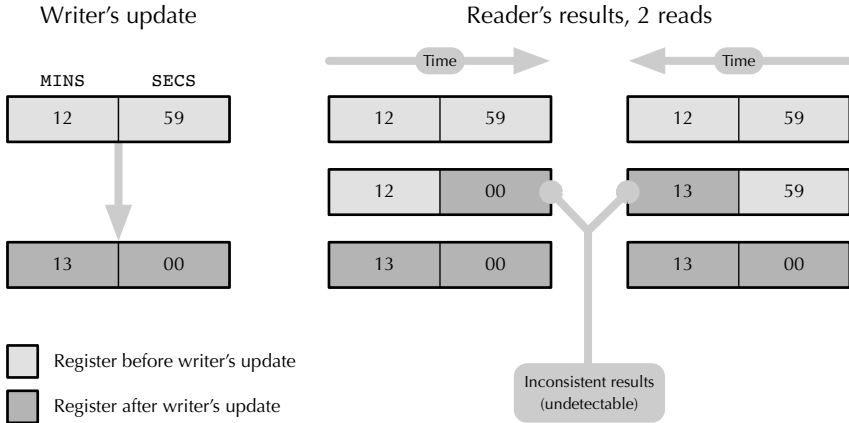 Writer's update
Reader's results, 2 reads
Time
Time
MINS SECS
12 59
12 59
12 59
12 00
13 59
13 00
13 00
13 00
Register before writer's update
Register after writer's update
Inconsistent results
(undetectable)